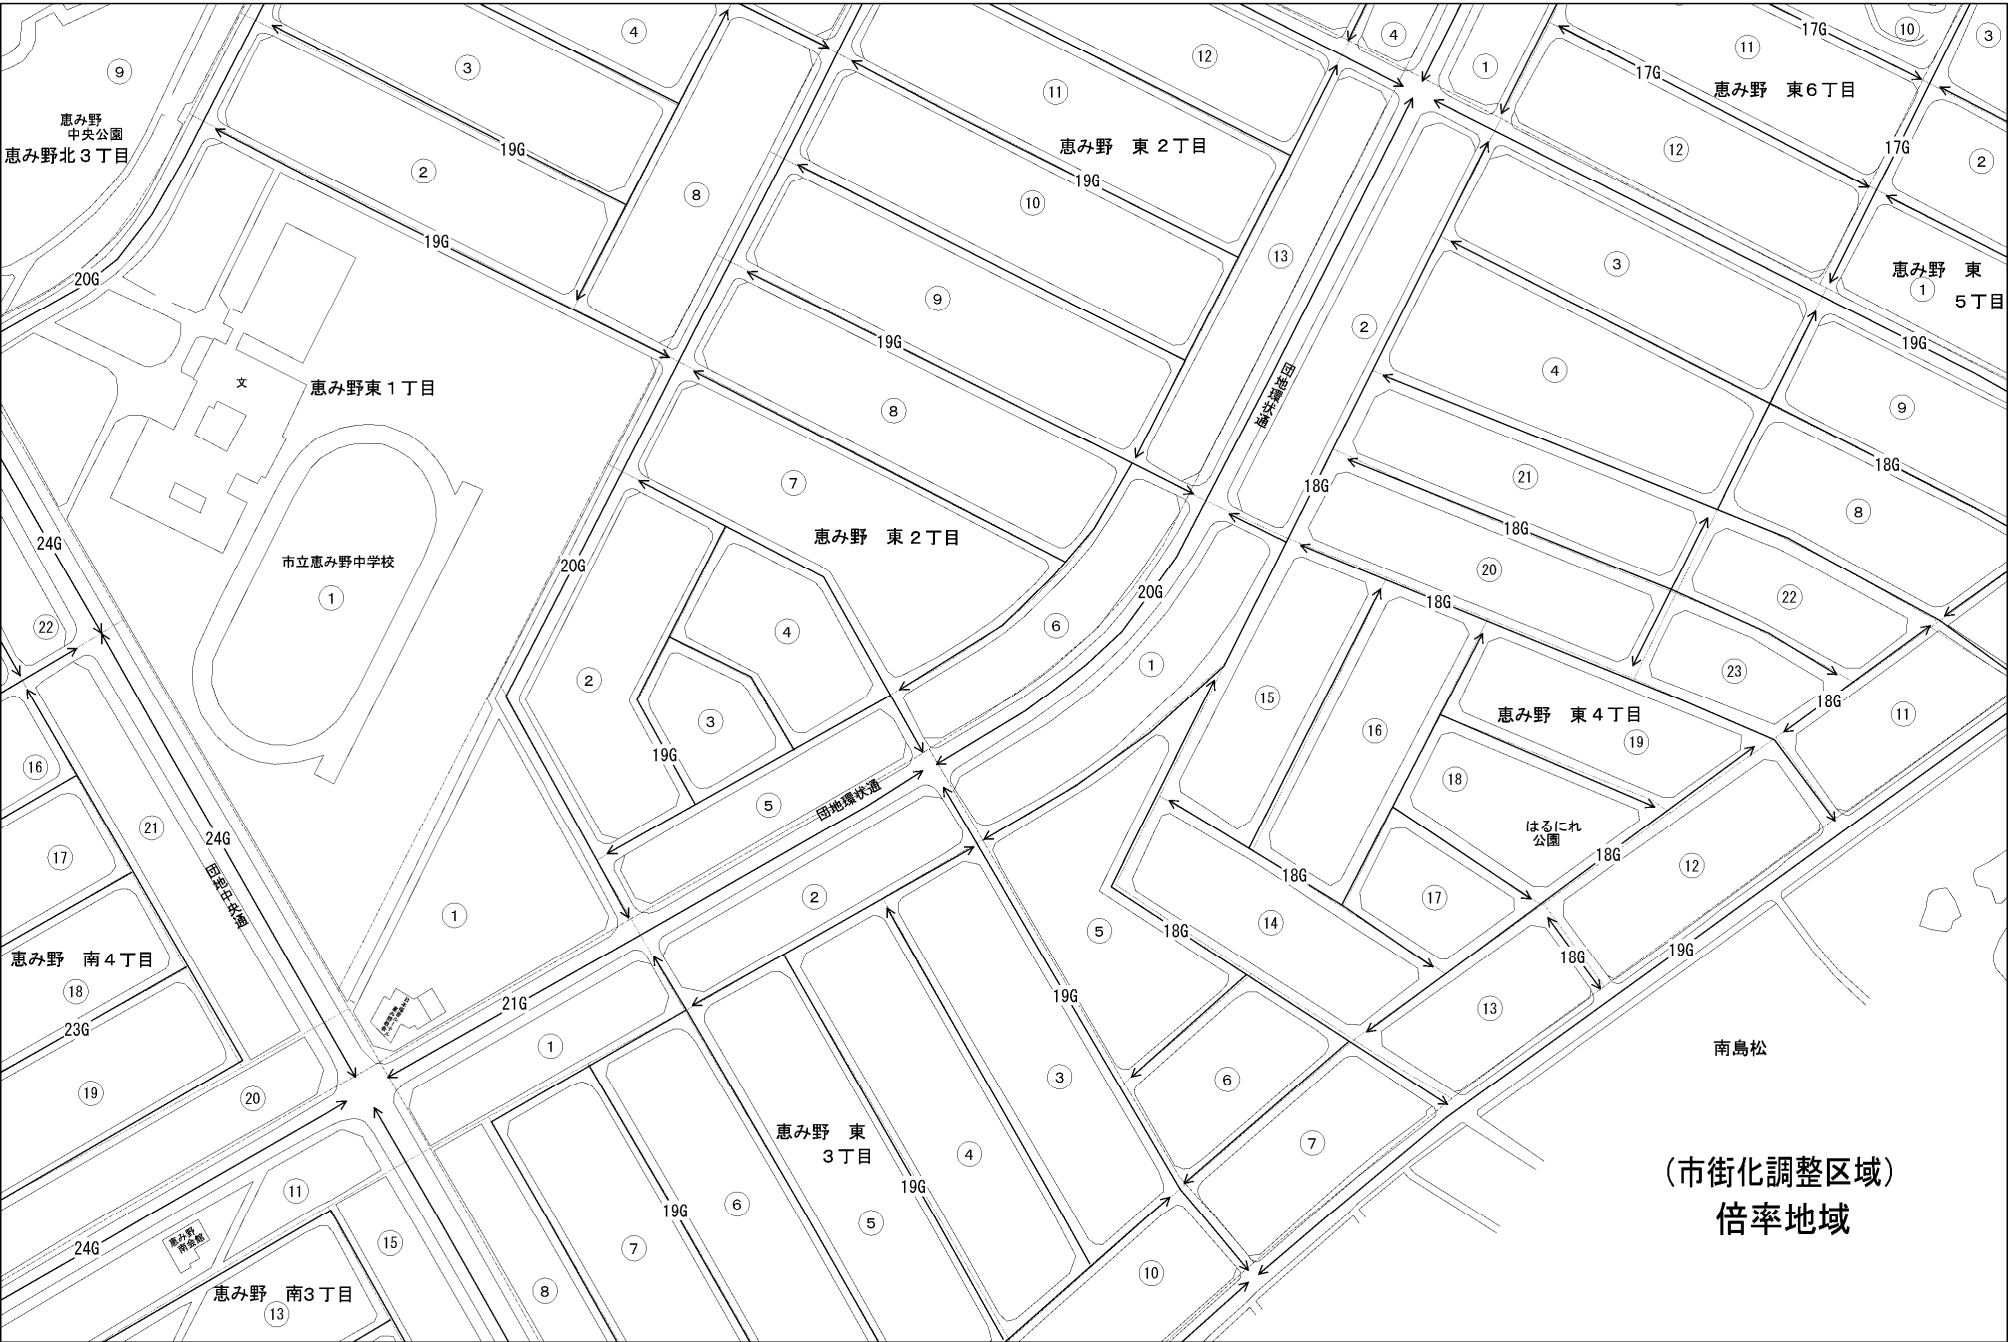 ④
⑫
④
⑪
17G
⑩
③
⑨
③
⑪
①
17G
恵み野 東6丁目
恵み野
中央公園
恵み野北3丁目
19G
恵み野 東2丁目
17G
②
②
⑫
19G
⑧
⑩
19G
⑬
③
恵み野 東
①
5丁目
20G
⑨
②
19G
19G
文
恵み野東1丁目
団地環状通
④
⑧
⑨
⑦
18G
18G
㉑
⑧
24G
恵み野 東2丁目
18G
市立恵み野中学校
①
20G
20G
⑳
18G
㉒
㉒
④
⑥
②
①
㉓
⑮
18G
③
⑯
恵み野 東4丁目
⑲
⑪
19G
⑯
⑱
⑤
団地環状通
㉑
24G
はるにれ
公園
⑰
団地中央通
18G
⑫
18G
②
⑰
①
⑭
⑤
18G
18G
19G
恵み野 南4丁目
⑱
19G
21G
⑬
23G
①
南島松
⑲
⑳
③
⑥
恵み野 東
3丁目
⑦
④
(市街化調整区域)
倍率地域
⑪
19G
⑥
19G
⑤
恵み野
南会館
24G
⑮
⑦
⑩
⑧
恵み野 南3丁目
⑬